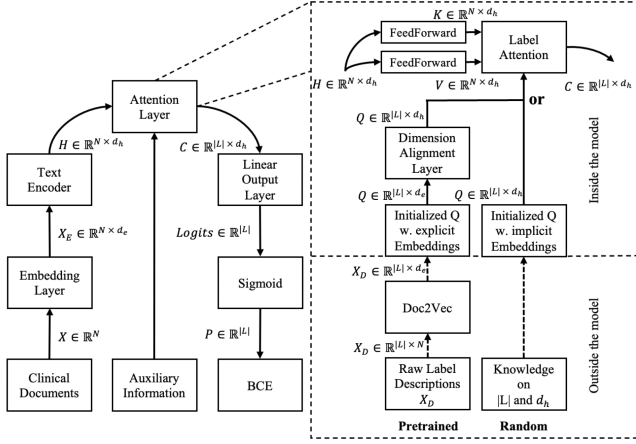 Attention
Layer
H ∈ ℝ^{N × d_h}
C ∈ ℝ^{|L| × d_h}
Text
Encoder
Linear
Output
Layer
X_E ∈ ℝ^{N × d_e}
Logits ∈ ℝ^{|L|}
Embedding
Layer
Sigmoid
X ∈ ℝ^N
P ∈ ℝ^{|L|}
Clinical
Documents
Auxiliary
Information
BCE
K ∈ ℝ^{N × d_h}
FeedForward
FeedForward
Label
Attention
H ∈ ℝ^{N × d_h}
V ∈ ℝ^{N × d_h}
C ∈ ℝ^{|L| × d_h}
or
Q ∈ ℝ^{|L| × d_h}
Dimension
Alignment
Layer
Q ∈ ℝ^{|L| × d_e}
Q ∈ ℝ^{|L| × d_h}
Initialized Q
w. explicit
Embeddings
Initialized Q
w. implicit
Embeddings
Inside the model
X_D ∈ ℝ^{|L| × d_e}
Doc2Vec
X_D ∈ ℝ^{|L| × N}
Raw Label
Descriptions
X_D
Knowledge
on
|L| and d_h
Outside the model
Pretrained
Random